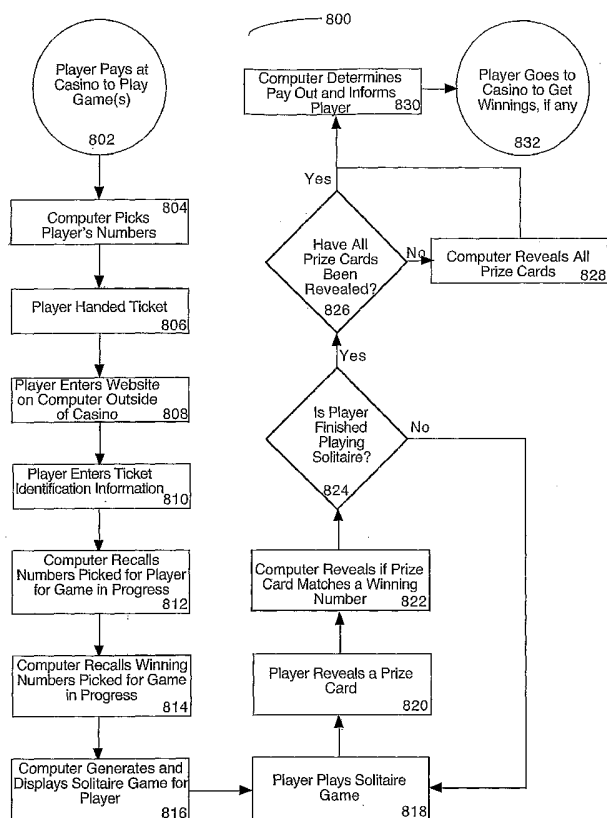 800
Player Pays at
Casino to Play
Game(s)
802
804
Computer Picks
Player's Numbers
Player Handed Ticket
806
Player Enters Website
on Computer Outside
of Casino
808
Player Enters Ticket
Identification Information
810
Computer Recalls
Numbers Picked for Player
for Game in Progress
812
Computer Recalls Winning
Numbers Picked for Game
in Progress
814
Computer Generates and
Displays Solitaire Game for
Player
816
Player Plays Solitaire
Game
818
Player Reveals a Prize
Card
820
Computer Reveals if Prize
Card Matches a Winning
Number
822
Is Player
Finished
Playing
Solitaire?
824
No
Yes
Have All
Prize Cards
Been
Revealed?
826
No
Computer Reveals All
Prize Cards
828
Yes
Computer Determines
Pay Out and Informs
Player
830
Player Goes to
Casino to Get
Winnings, if any
832